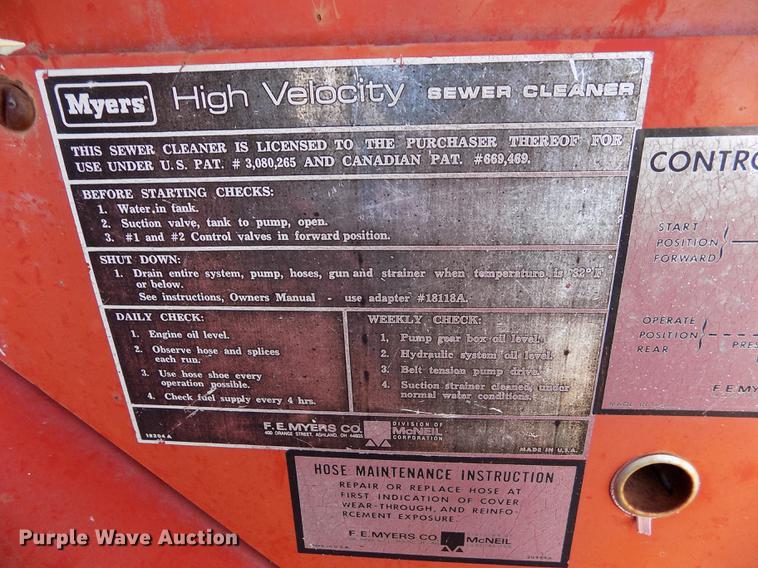 Myers High Velocity SEWER CLEANER
THIS SEWER CLEANER IS LICENSED TO THE PURCHASER THEREOF FOR
USE UNDER U.S. PAT. # 3,080,265 AND CANADIAN PAT. #669,469.
BEFORE STARTING CHECKS:
1. Water in tank.
2. Suction valve, tank to pump, open.
3. #1 and #2 Control valves in forward position.
SHUT DOWN:
1. Drain entire system, pump, hoses, gun and strainer when temperature is 32° F
or below.
See instructions, Owners Manual - use adapter #18118A.
DAILY CHECK:
1. Engine oil level.
2. Observe hose and splices
each run.
3. Use hose shoe every
operation possible.
4. Check fuel supply every 4 hrs.
WEEKLY CHECK:
1. Pump gear box oil level.
2. Hydraulic system oil level.
3. Belt tension pump drive.
4. Suction strainer cleaned under
normal water conditions.
18204 A
F. E. MYERS CO.
400 ORANGE STREET, ASHLAND, OH 44805
DIVISION OF
McNEIL
CORPORATION
MADE IN U.S.A.
CONTRO
START
POSITION
FORWARD
OPERATE
POSITION
REAR
PRES
F. E. M
HOSE MAINTENANCE INSTRUCTION
REPAIR OR REPLACE HOSE AT
FIRST INDICATION OF COVER
WEAR-THROUGH, AND REINFO-
RCEMENT EXPOSURE.
F. E. MYERS CO. McNEIL
Purple Wave Auction